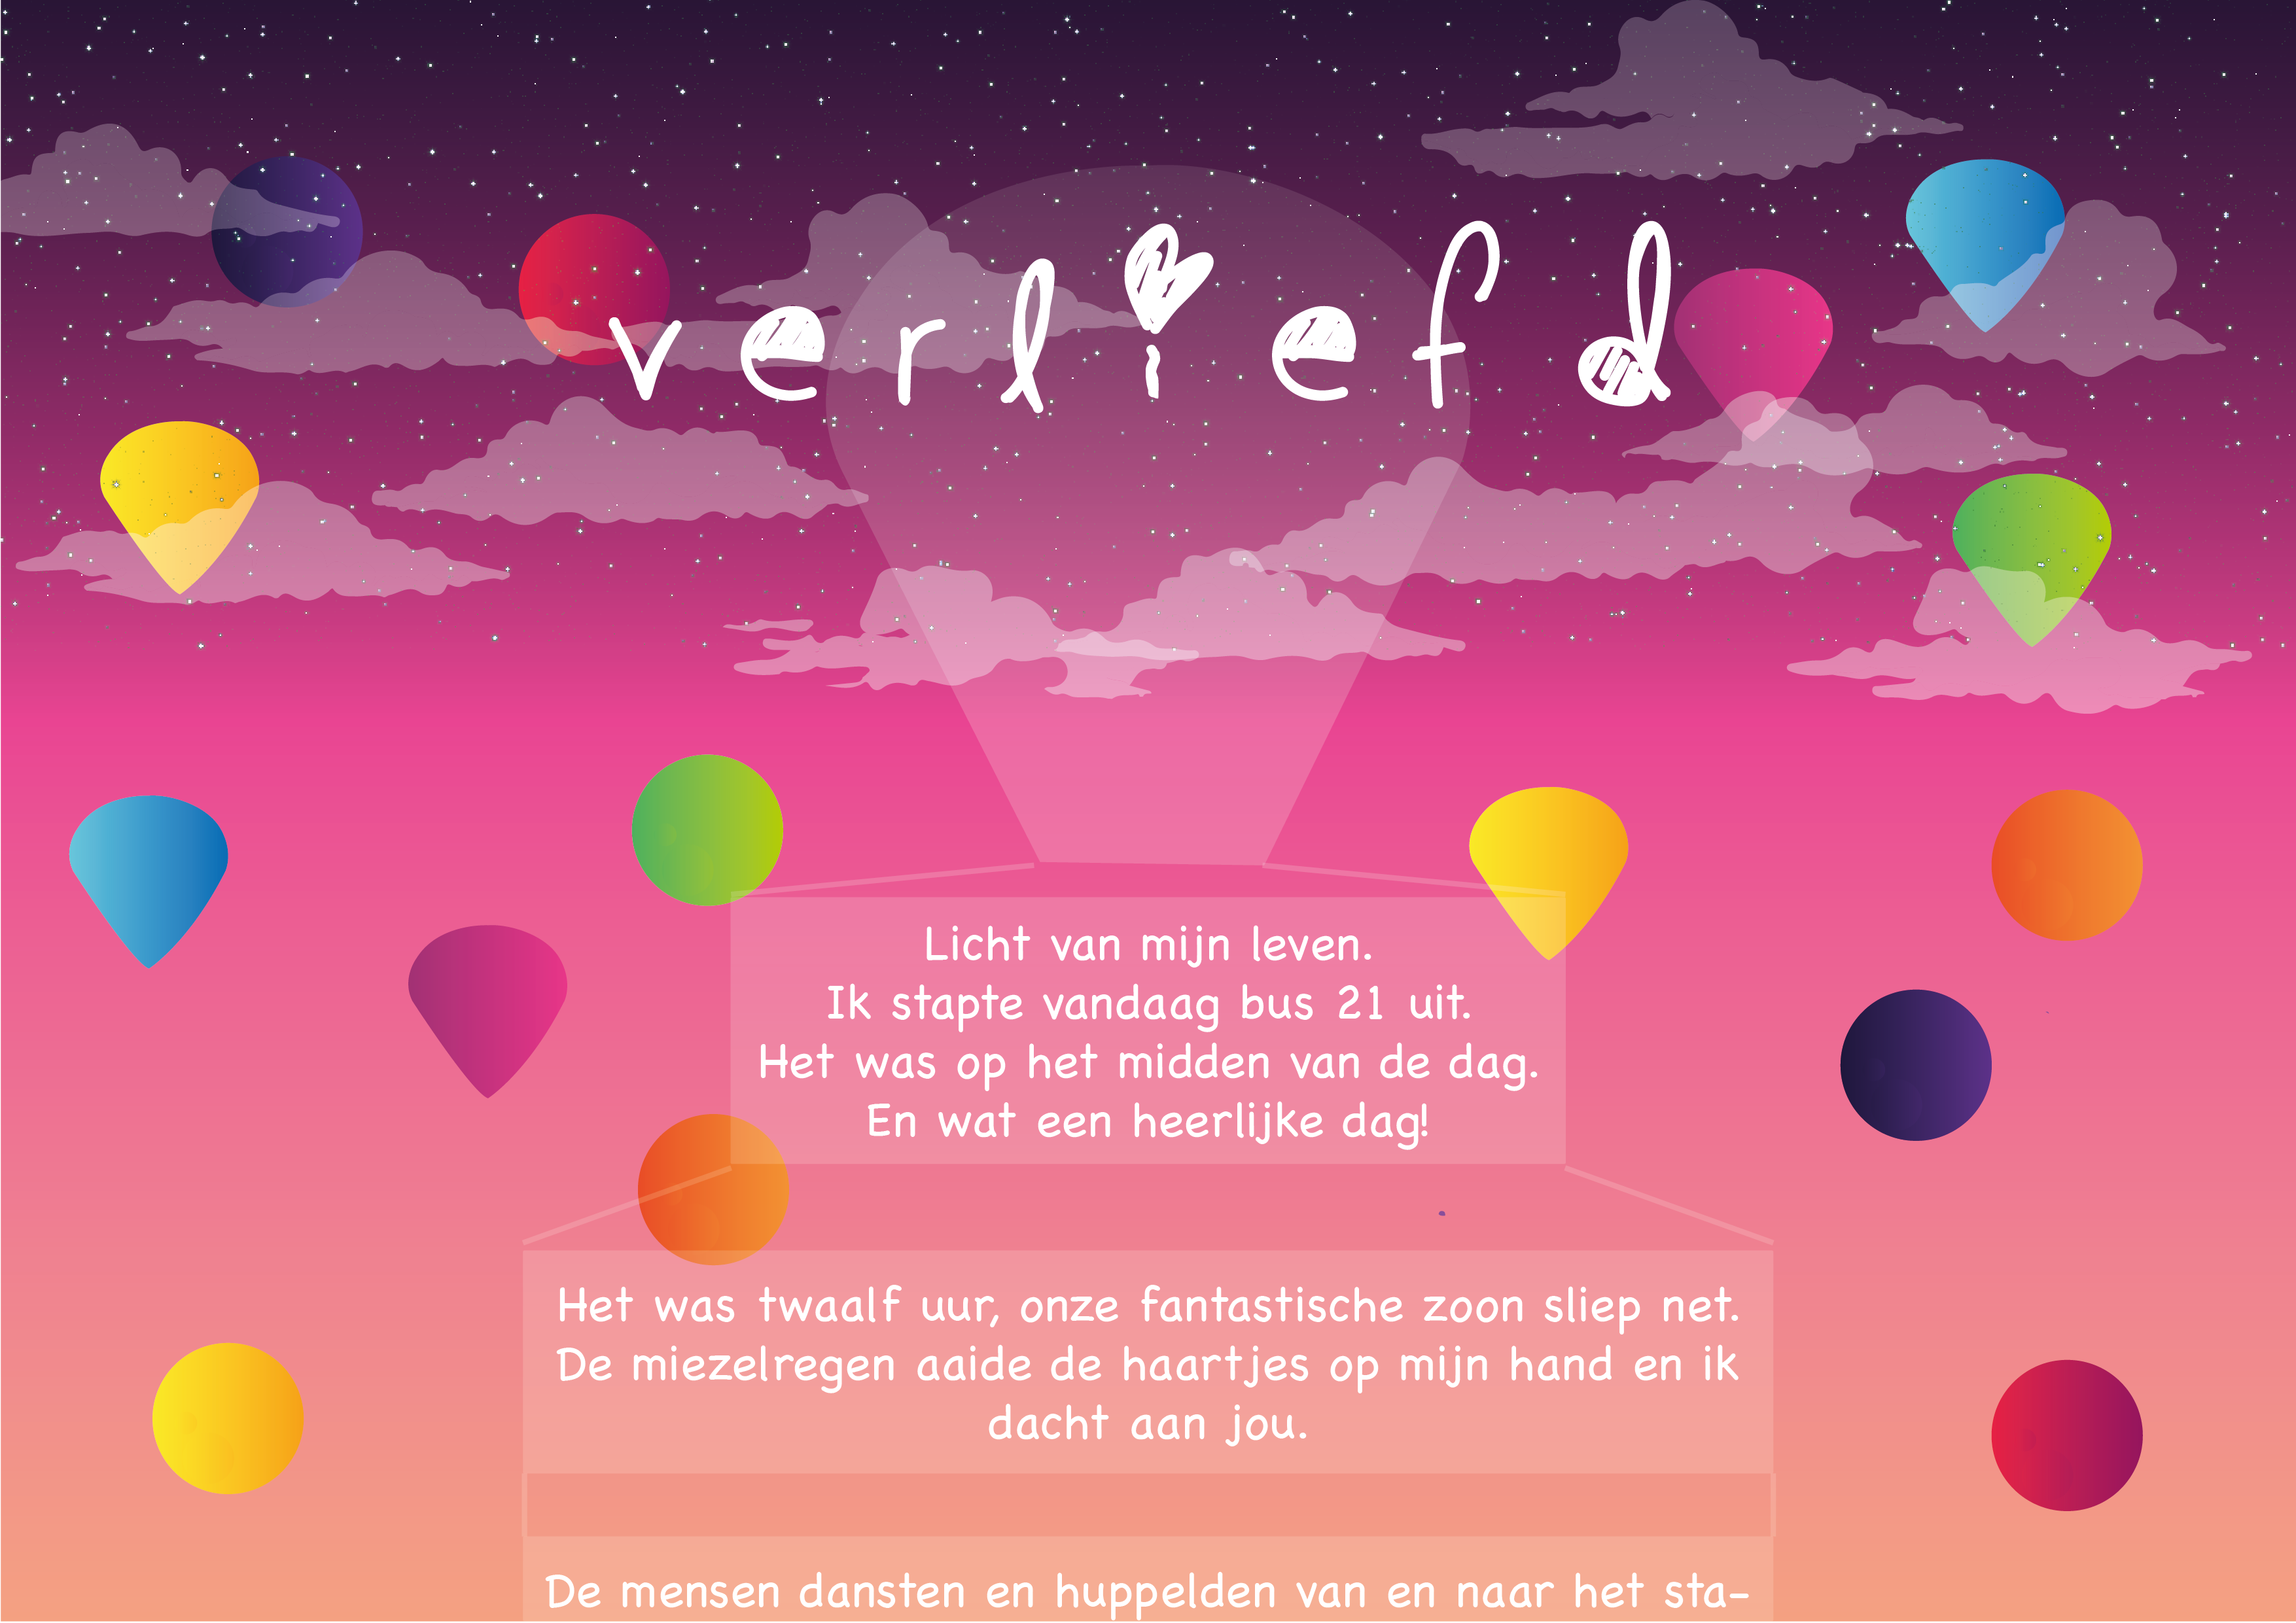 verliefd
Licht van mijn leven.
Ik stapte vandaag bus 21 uit.
Het was op het midden van de dag.
En wat een heerlijke dag!
Het was twaalf uur, onze fantastische zoon sliep net.
De miezelregen aaide de haartjes op mijn hand en ik
dacht aan jou.
De mensen dansten en huppelden van en naar het sta-